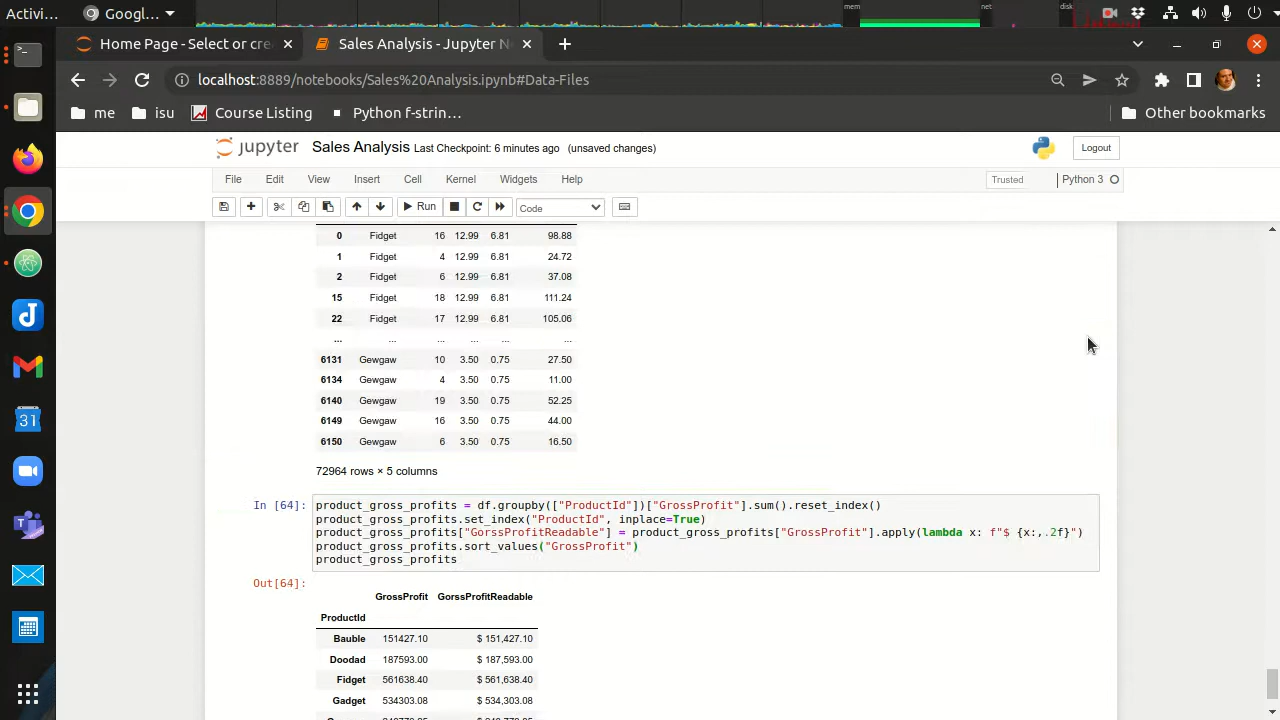 Activi...
Googl...
mem
net
disk
Home Page - Select or cre
Sales Analysis - Jupyter N
localhost:8889/notebooks/Sales%20Analysis.ipynb#Data-Files
me
isu
Course Listing
Python f-strin...
Other bookmarks
jupyter
Sales Analysis Last Checkpoint: 6 minutes ago (unsaved changes)
Logout
File Edit View Insert Cell Kernel Widgets Help
Trusted
Python 3
Run
Code
0 Fidget 16 12.99 6.81 98.88
1 Fidget 4 12.99 6.81 24.72
2 Fidget 6 12.99 6.81 37.08
15 Fidget 18 12.99 6.81 111.24
22 Fidget 17 12.99 6.81 105.06
... ... ... ... ... ...
6131 Gewgaw 10 3.50 0.75 27.50
6134 Gewgaw 4 3.50 0.75 11.00
6140 Gewgaw 19 3.50 0.75 52.25
6149 Gewgaw 16 3.50 0.75 44.00
6150 Gewgaw 6 3.50 0.75 16.50
72964 rows × 5 columns
In [64]: product_gross_profits = df.groupby(["ProductId"])["GrossProfit"].sum().reset_index()
product_gross_profits.set_index("ProductId", inplace=True)
product_gross_profits["GorssProfitReadable"] = product_gross_profits["GrossProfit"].apply(lambda x: f"$ {x:,.2f}")
product_gross_profits.sort_values("GrossProfit")
product_gross_profits
Out[64]:
GrossProfit GorssProfitReadable
ProductId
Bauble 151427.10 $ 151,427.10
Doodad 187593.00 $ 187,593.00
Fidget 561638.40 $ 561,638.40
Gadget 534303.08 $ 534,303.08
31